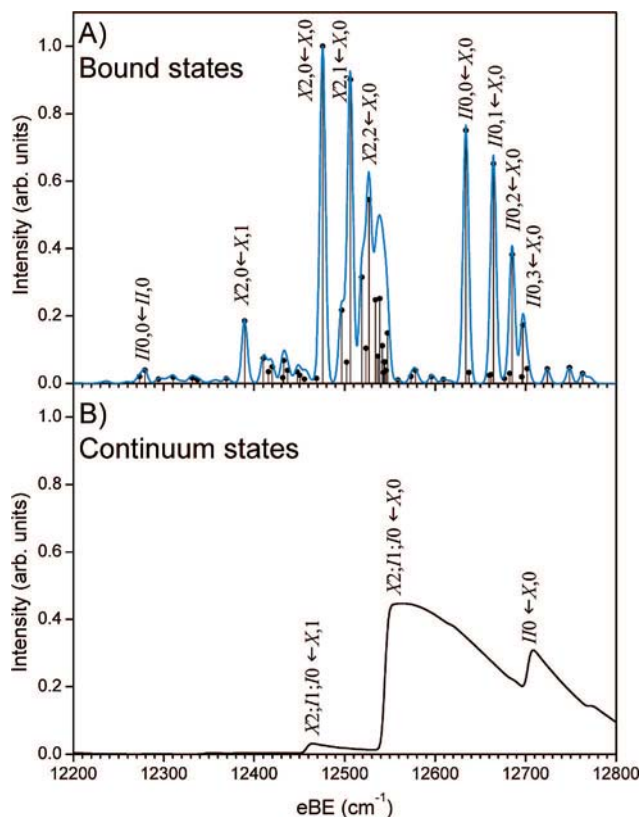 A)
Bound states
Intensity (arb. units)
1.0
0.8
0.6
0.4
0.2
0.0
II0,0←II,0
X2,0←X,1
X2,0←X,0
X2,1←X,0
X2,2←X,0
II0,0←X,0
II0,1←X,0
II0,2←X,0
II0,3←X,0
B)
Continuum states
Intensity (arb. units)
0.8
0.6
0.4
0.2
0.0
X2;I1;I0←X,1
X2;I1;I0←X,0
II0←X,0
12200
12300
12400
12500
12600
12700
12800
eBE (cm⁻¹)